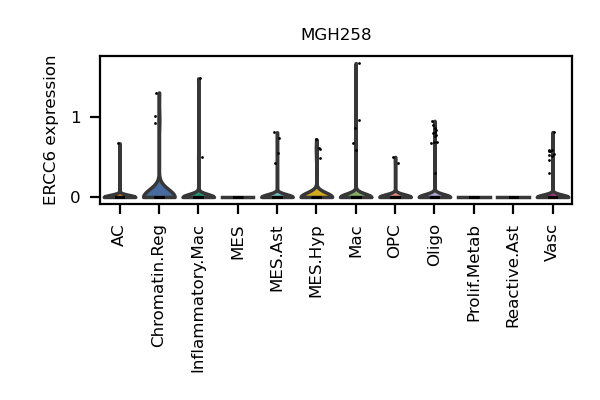 MGH258
ERCC6 expression
1
0
AC
Chromatin.Reg
Inflammatory.Mac
MES
MES.Ast
MES.Hyp
Mac
OPC
Oligo
Prolif.Metab
Reactive.Ast
Vasc